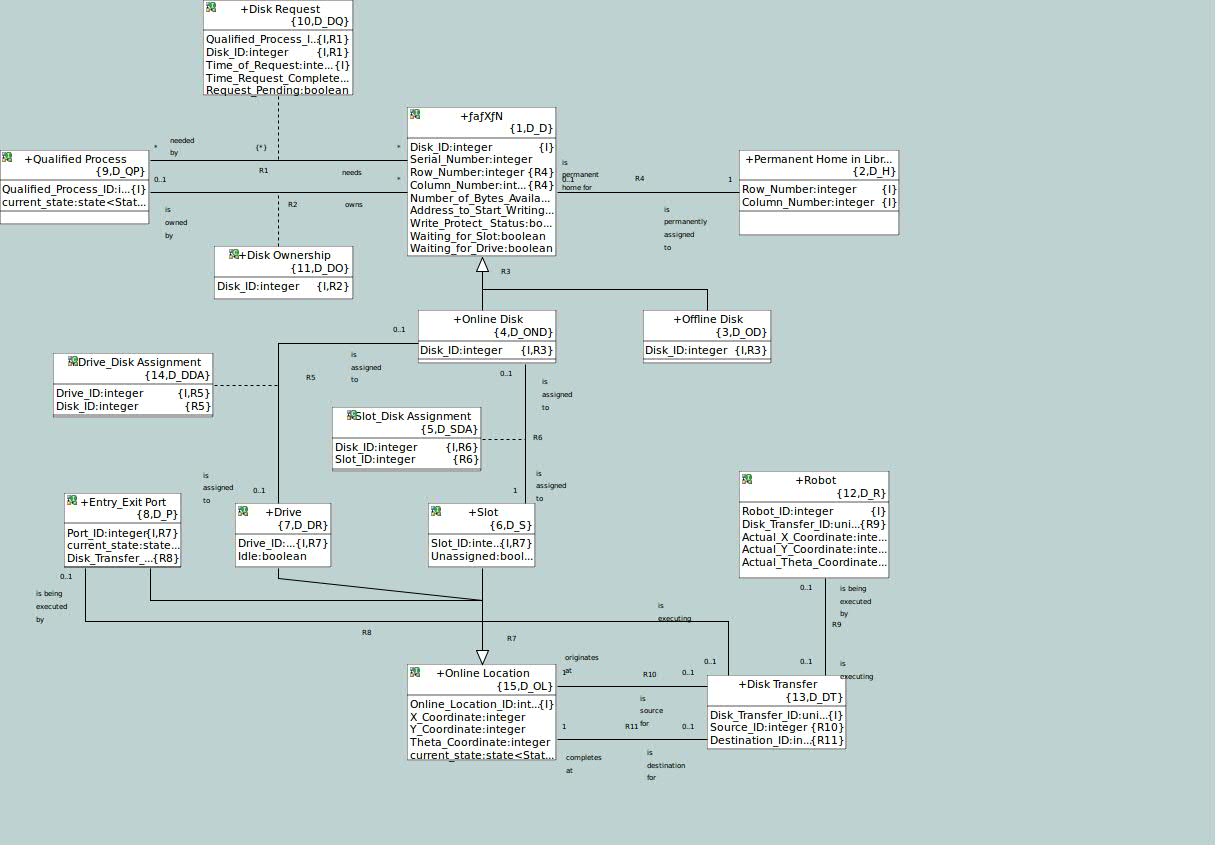 +Disk Request
{10,D_DQ}
Qualified_Process_I...{I,R1}
Disk_ID:integer {I,R1}
Time_of_Request:inte...{I}
Time_Request_Complete...
Request_Pending:boolean
+ƒaƒXƒN
{1,D_D}
Disk_ID:integer {I}
Serial_Number:integer
Row_Number:integer {R4}
Column_Number:int...{R4}
Number_of_Bytes_Availa...
Address_to_Start_Writing...
Write_Protect_Status:bo...
Waiting_for_Slot:boolean
Waiting_for_Drive:boolean
+Qualified Process
{9,D_QP}
Qualified_Process_ID:i...{I}
current_state:state<Stat...
*
needed
by
{*}
*
R1
needs
0..1
*
R2
owns
is
owned
by
is
permanent
home for
0..1
R4
1
is
permanently
assigned
to
+Permanent Home in Libr...
{2,D_H}
Row_Number:integer {I}
Column_Number:integer {I}
+Disk Ownership
{11,D_DO}
Disk_ID:integer {I,R2}
R3
+Online Disk
{4,D_OND}
Disk_ID:integer {I,R3}
+Offline Disk
{3,D_OD}
Disk_ID:integer {I,R3}
0..1
is
assigned
to
R5
Drive_Disk Assignment
{14,D_DDA}
Drive_ID:integer {I,R5}
Disk_ID:integer {R5}
0..1
is
assigned
to
Slot_Disk Assignment
{5,D_SDA}
Disk_ID:integer {I,R6}
Slot_ID:integer {R6}
R6
is
assigned
to
0..1
1
is
assigned
to
+Entry_Exit Port
{8,D_P}
Port_ID:integer{I,R7}
current_state:state...
Disk_Transfer_...{R8}
+Drive
{7,D_DR}
Drive_ID:...{I,R7}
Idle:boolean
+Slot
{6,D_S}
Slot_ID:inte...{I,R7}
Unassigned:bool...
+Robot
{12,D_R}
Robot_ID:integer {I}
Disk_Transfer_ID:uni...{R9}
Actual_X_Coordinate:inte...
Actual_Y_Coordinate:inte...
Actual_Theta_Coordinate...
0..1
is being
executed
by
R8
R7
is
executing
0..1
0..1
is being
executed
by
R9
0..1
is
executing
+Online Location
{15,D_OL}
Online_Location_ID:int...{I}
X_Coordinate:integer
Y_Coordinate:integer
Theta_Coordinate:integer
current_state:state<Stat...
originates
at
1
R10
0..1
is
source
for
1
R11
0..1
completes
at
is
destination
for
+Disk Transfer
{13,D_DT}
Disk_Transfer_ID:uni...{I}
Source_ID:integer {R10}
Destination_ID:in...{R11}